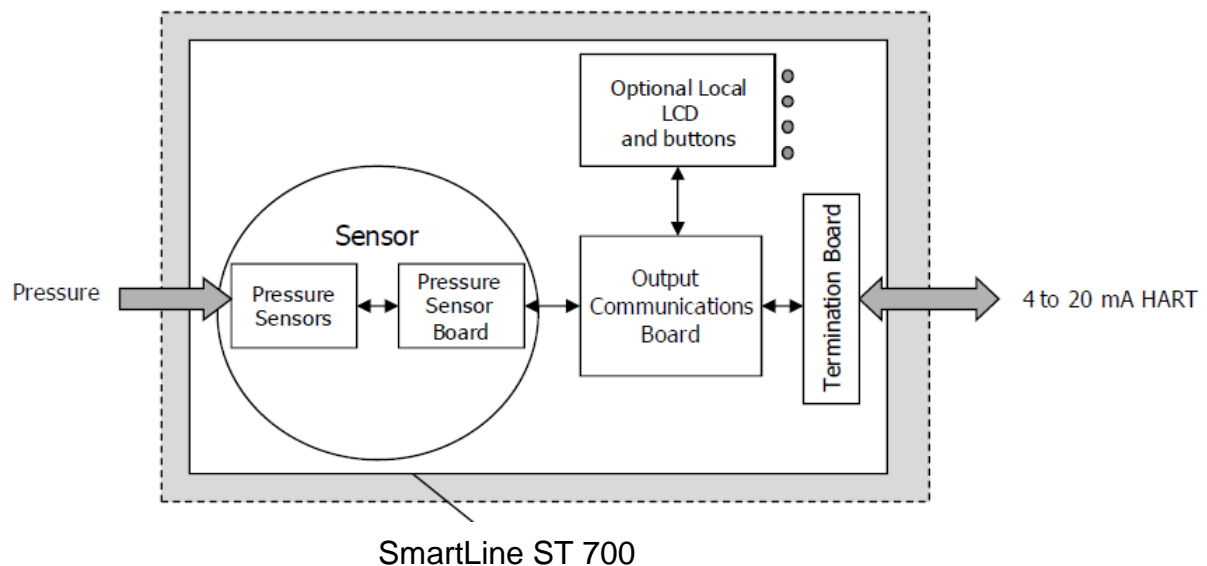 Optional Local
LCD
and buttons
Sensor
Pressure
Pressure
Sensors
Pressure
Sensor
Board
Output
Communications
Board
Termination Board
4 to 20 mA HART
SmartLine ST 700